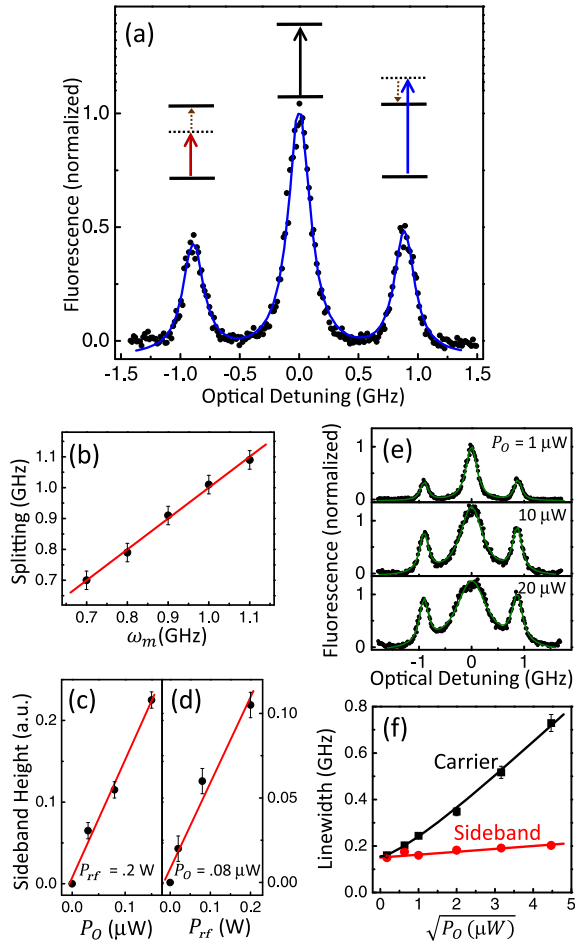 (a)
Fluorescence (normalized)
1.0
0.5
0.0
-1.5 -1.0 -0.5 0.0 0.5 1.0 1.5
Optical Detuning (GHz)
(b)
Splitting (GHz)
1.1
1.0
0.9
0.8
0.7
0.7 0.8 0.9 1.0 1.1
ω_m(GHz)
(c)
Sideband Height (a.u.)
0.2
0.1
0.0
P_rf = .2 W
0.0 0.1
P_O (μW)
(d)
0.10
0.05
0.00
P_O = .08 μW
0.0 0.1 0.2
P_rf (W)
(e)
Fluorescence (normalized)
P_O = 1 μW
1
0
10 μW
1
0
20 μW
1
0
-1 0 1
Optical Detuning (GHz)
(f)
Linewidth (GHz)
0.8
0.6
0.4
0.2
0.0
Carrier
Sideband
0 1 2 3 4 5
√P_O (μW)